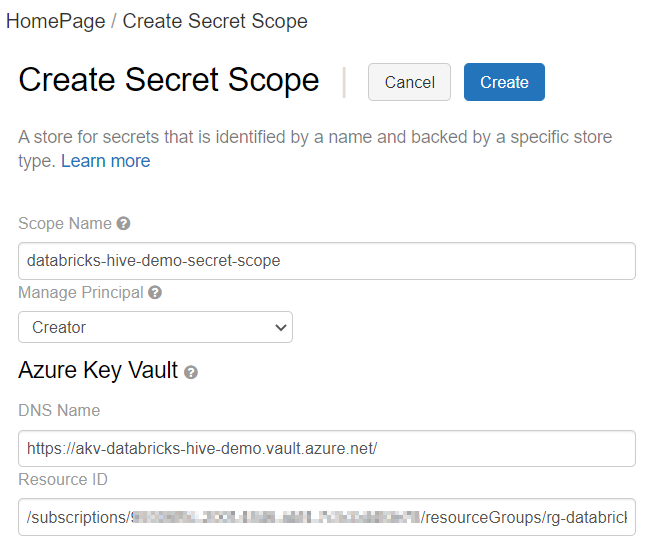 HomePage / Create Secret Scope
Create Secret Scope | Cancel Create
A store for secrets that is identified by a name and backed by a specific store
type. Learn more
Scope Name
databricks-hive-demo-secret-scope
Manage Principal
Creator
Azure Key Vault
DNS Name
https://akv-databricks-hive-demo.vault.azure.net/
Resource ID
/subscriptions/ /resourceGroups/rg-databrick